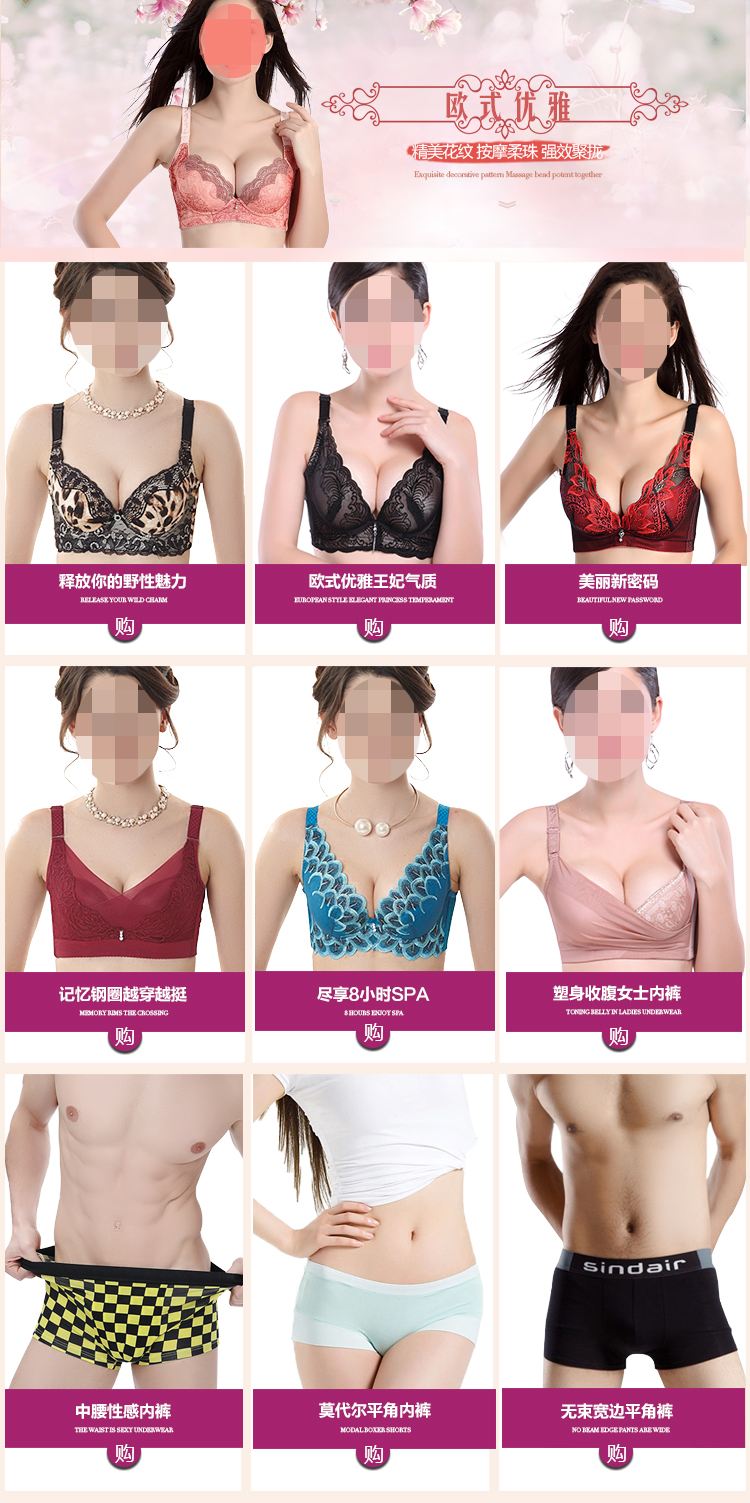 欧式优雅
精美花纹 按摩柔珠 强效聚拢
Exquisite decorative pattern Massage bead potent together
释放你的野性魅力
RELEASE YOUR WILD CHARM
购
欧式优雅王妃气质
EUROPEAN STYLE ELEGANT PRINCESS TEMPERAMENT
购
美丽新密码
BEAUTIFUL NEW PASSWORD
购
记忆钢圈越穿越挺
MEMORY RIMS THE CROSSING
购
尽享8小时SPA
8 HOURS ENJOY SPA
购
塑身收腹女士内裤
TONING BELLY IN LADIES UNDERWEAR
购
sindair
中腰性感内裤
THE WAIST IS SEXY UNDERWEAR
购
莫代尔平角内裤
MODAL BOXER SHORTS
购
无束宽边平角裤
NO BEAM EDGE PANTS ARE WIDE
购